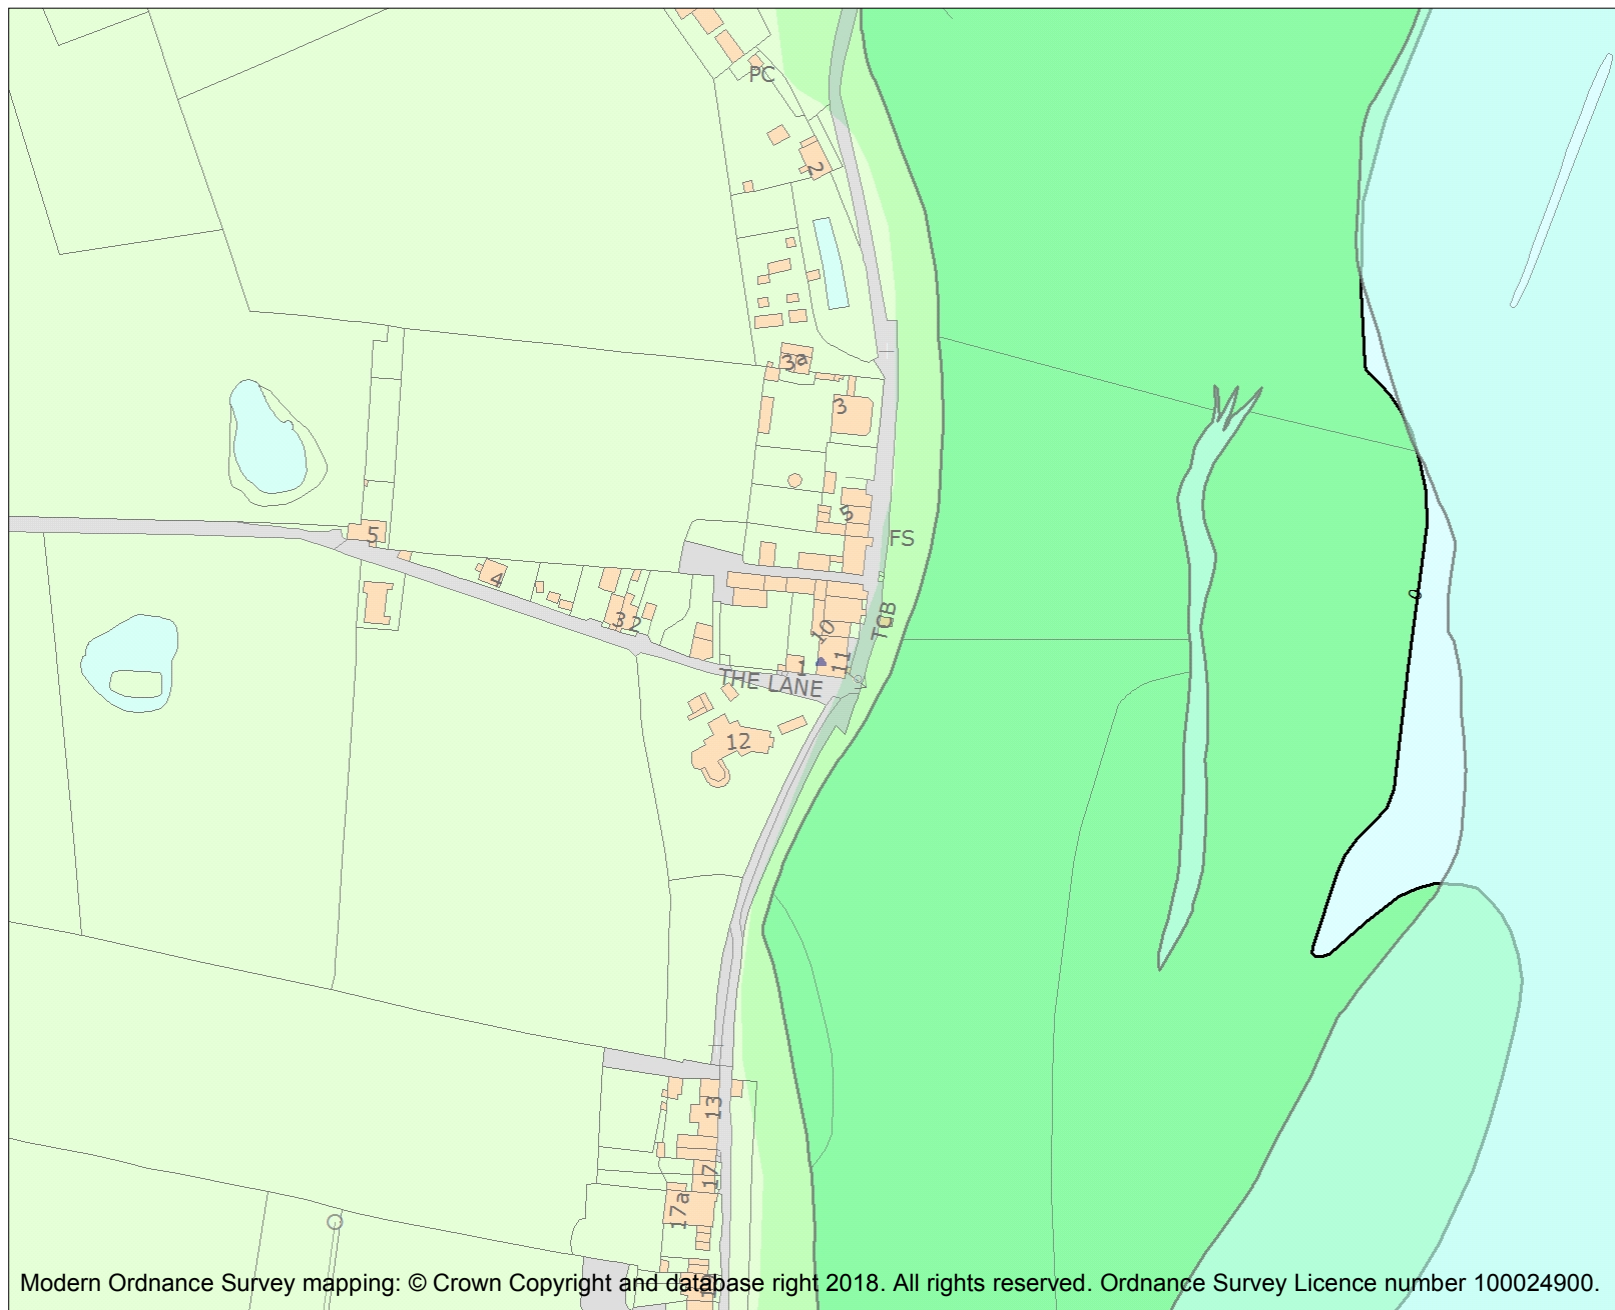 PC
2
3a
3
5
FS
5
4
3 2
10
TCB
11
1
THE LANE
12
0
13
17
17a
Modern Ordnance Survey mapping: © Crown Copyright and database right 2018. All rights reserved. Ordnance Survey Licence number 100024900.